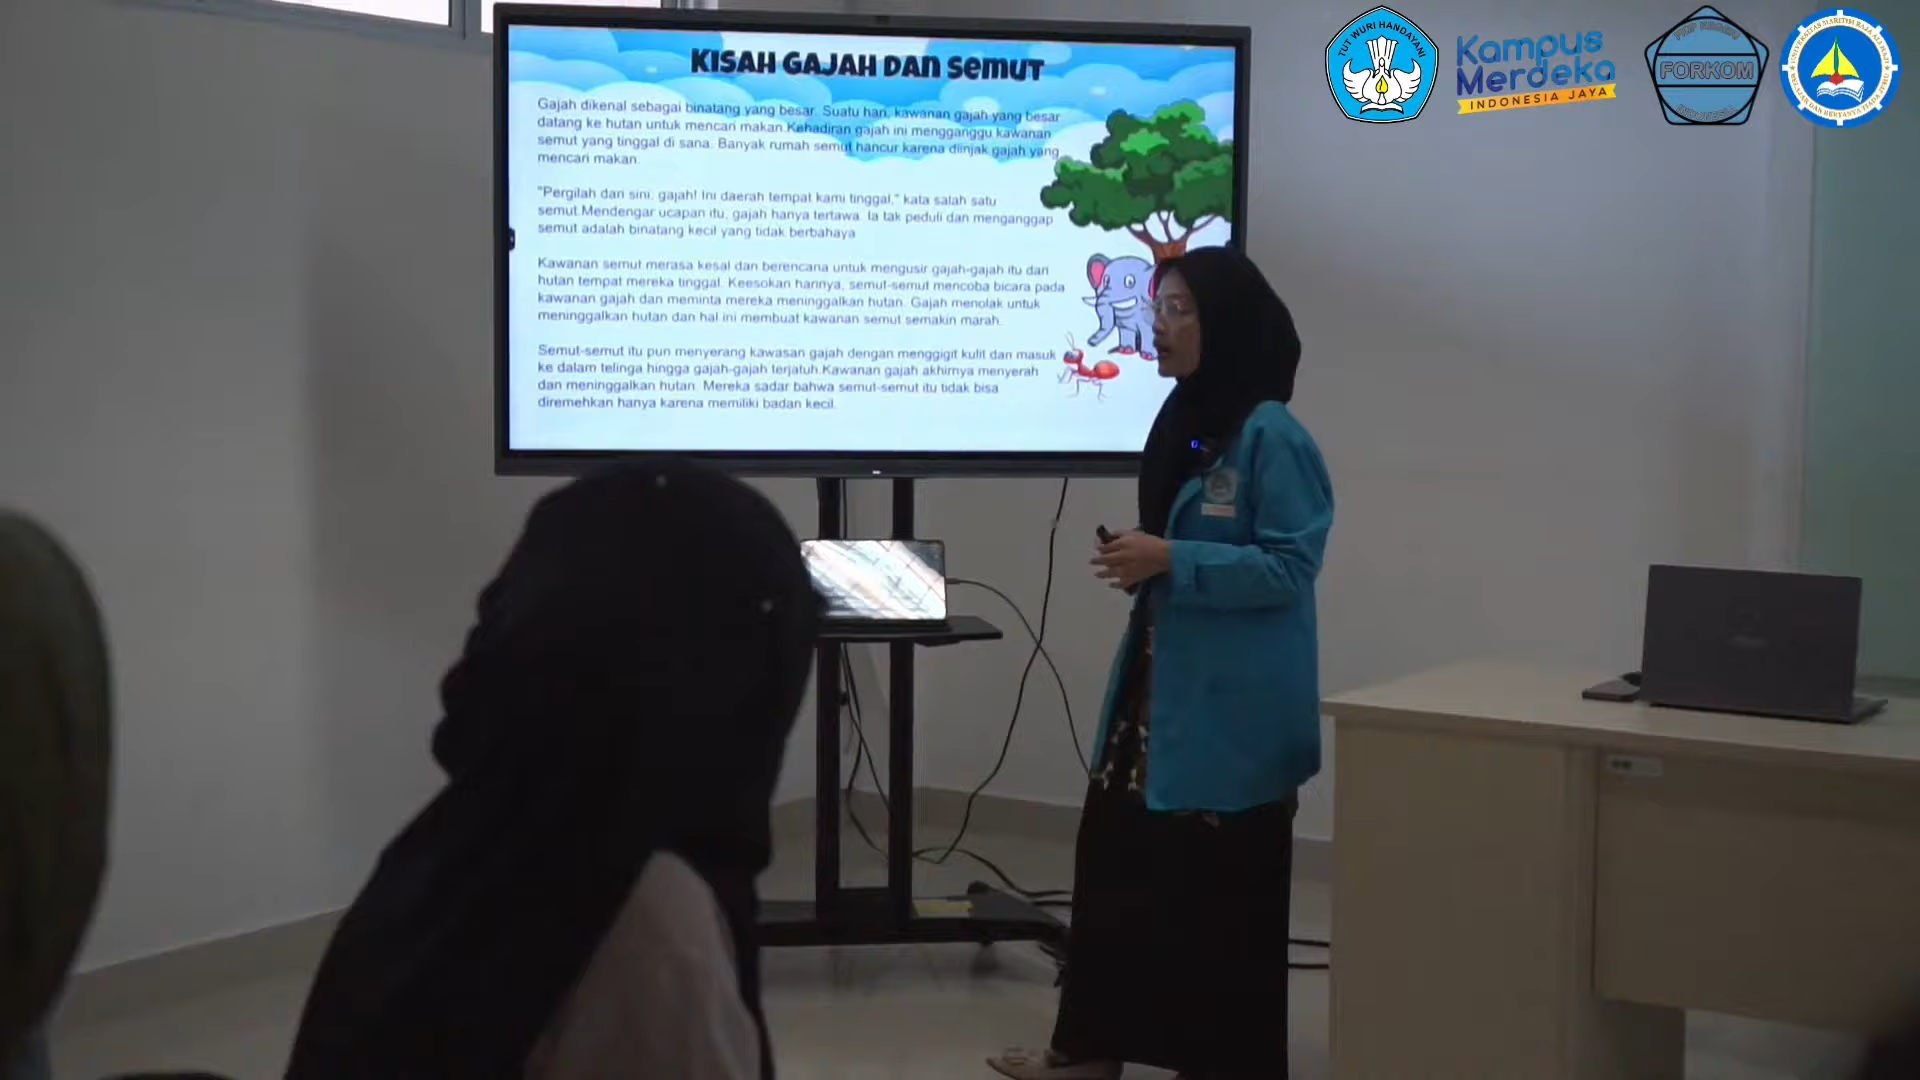 KISAH GAJAH DAN SEMUT
Gajah dikenal sebagai binatang yang besar. Suatu hari, kawanan gajah yang besar
datang ke hutan untuk mencari makan.Kehadiran gajah ini mengganggu kawanan
semut yang tinggal di sana. Banyak rumah semut hancur karena diinjak gajah yang
mencari makan.
"Pergilah dari sini, gajah! Ini daerah tempat kami tinggal," kata salah satu
semut.Mendengar ucapan itu, gajah hanya tertawa. Ia tak peduli dan menganggap
semut adalah binatang kecil yang tidak berbahaya
Kawanan semut merasa kesal dan berencana untuk mengusir gajah-gajah itu dari
hutan tempat mereka tinggal. Keesokan harinya, semut-semut mencoba bicara pada
kawanan gajah dan meminta mereka meninggalkan hutan. Gajah menolak untuk
meninggalkan hutan dan hal ini membuat kawanan semut semakin marah.
Semut-semut itu pun menyerang kawasan gajah dengan menggigit kulit dan masuk
ke dalam telinga hingga gajah-gajah terjatuh.Kawanan gajah akhirnya menyerah
dan meninggalkan hutan. Mereka sadar bahwa semut-semut itu tidak bisa
diremehkan hanya karena memiliki badan kecil.
TUT WURI HANDAYANI
Kampus
Merdeka
INDONESIA JAYA
FORKOM
UNIVERSITAS MARITIM RAJA ALI HAJI